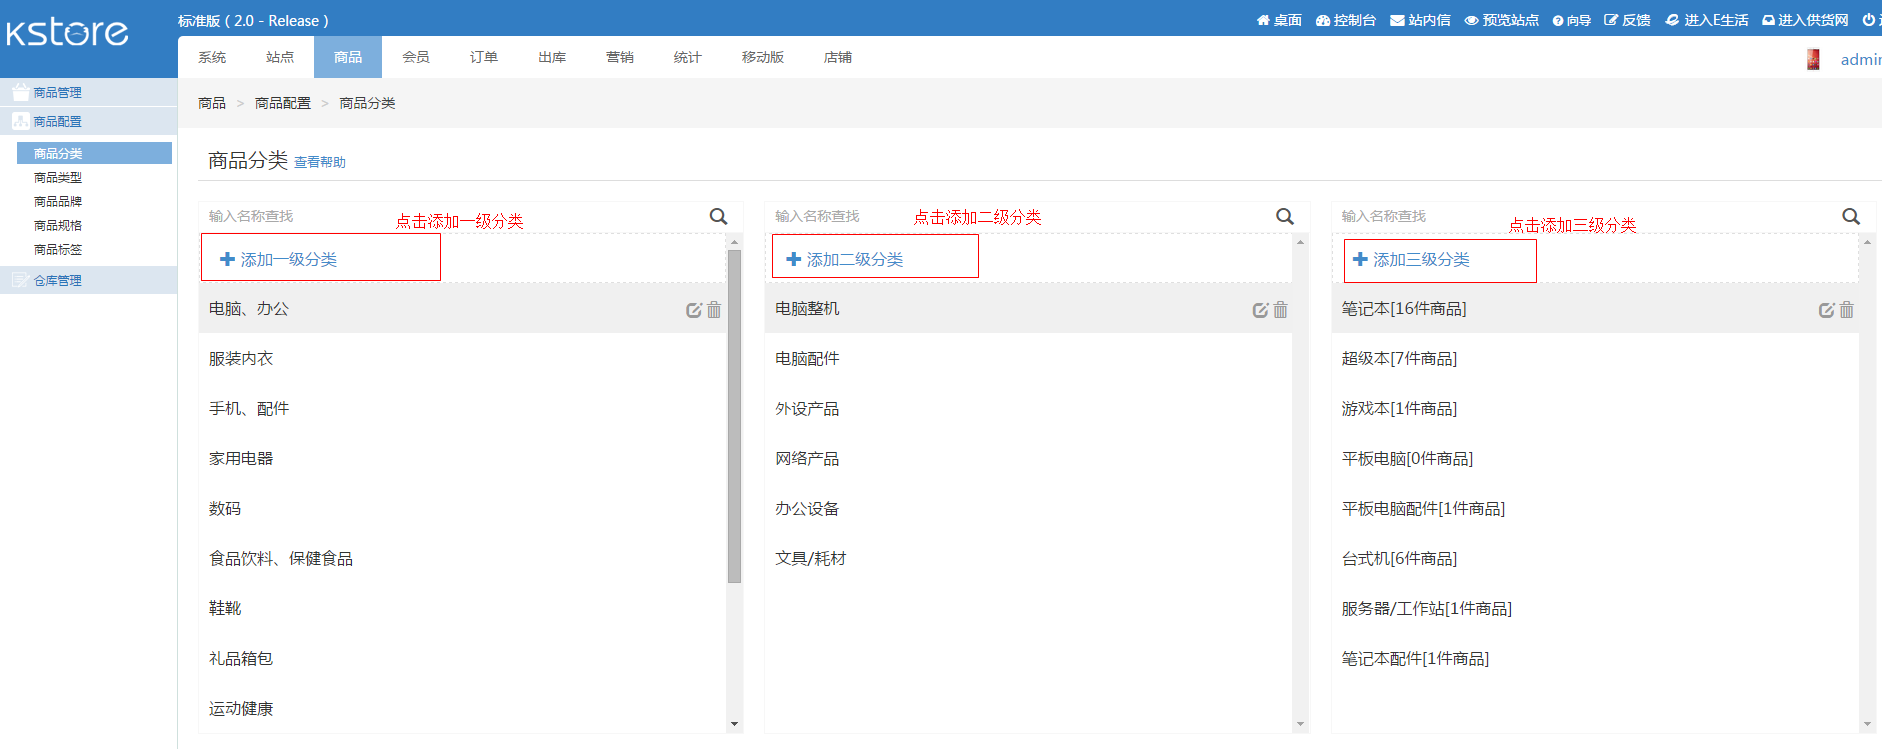 kstore
标准版 ( 2.0 - Release )
桌面 控制台 站内信 预览站点 向导 反馈 进入E生活 进入供货网
系统 站点 商品 会员 订单 出库 营销 统计 移动版 店铺
admin
商品管理
商品配置
商品分类
商品类型
商品品牌
商品规格
商品标签
仓库管理
商品 > 商品配置 > 商品分类
商品分类 查看帮助
输入名称查找
点击添加一级分类
添加一级分类
电脑、办公
服装内衣
手机、配件
家用电器
数码
食品饮料、保健食品
鞋靴
礼品箱包
运动健康
输入名称查找
点击添加二级分类
添加二级分类
电脑整机
电脑配件
外设产品
网络产品
办公设备
文具/耗材
输入名称查找
点击添加三级分类
添加三级分类
笔记本[16件商品]
超级本[7件商品]
游戏本[1件商品]
平板电脑[0件商品]
平板电脑配件[1件商品]
台式机[6件商品]
服务器/工作站[1件商品]
笔记本配件[1件商品]